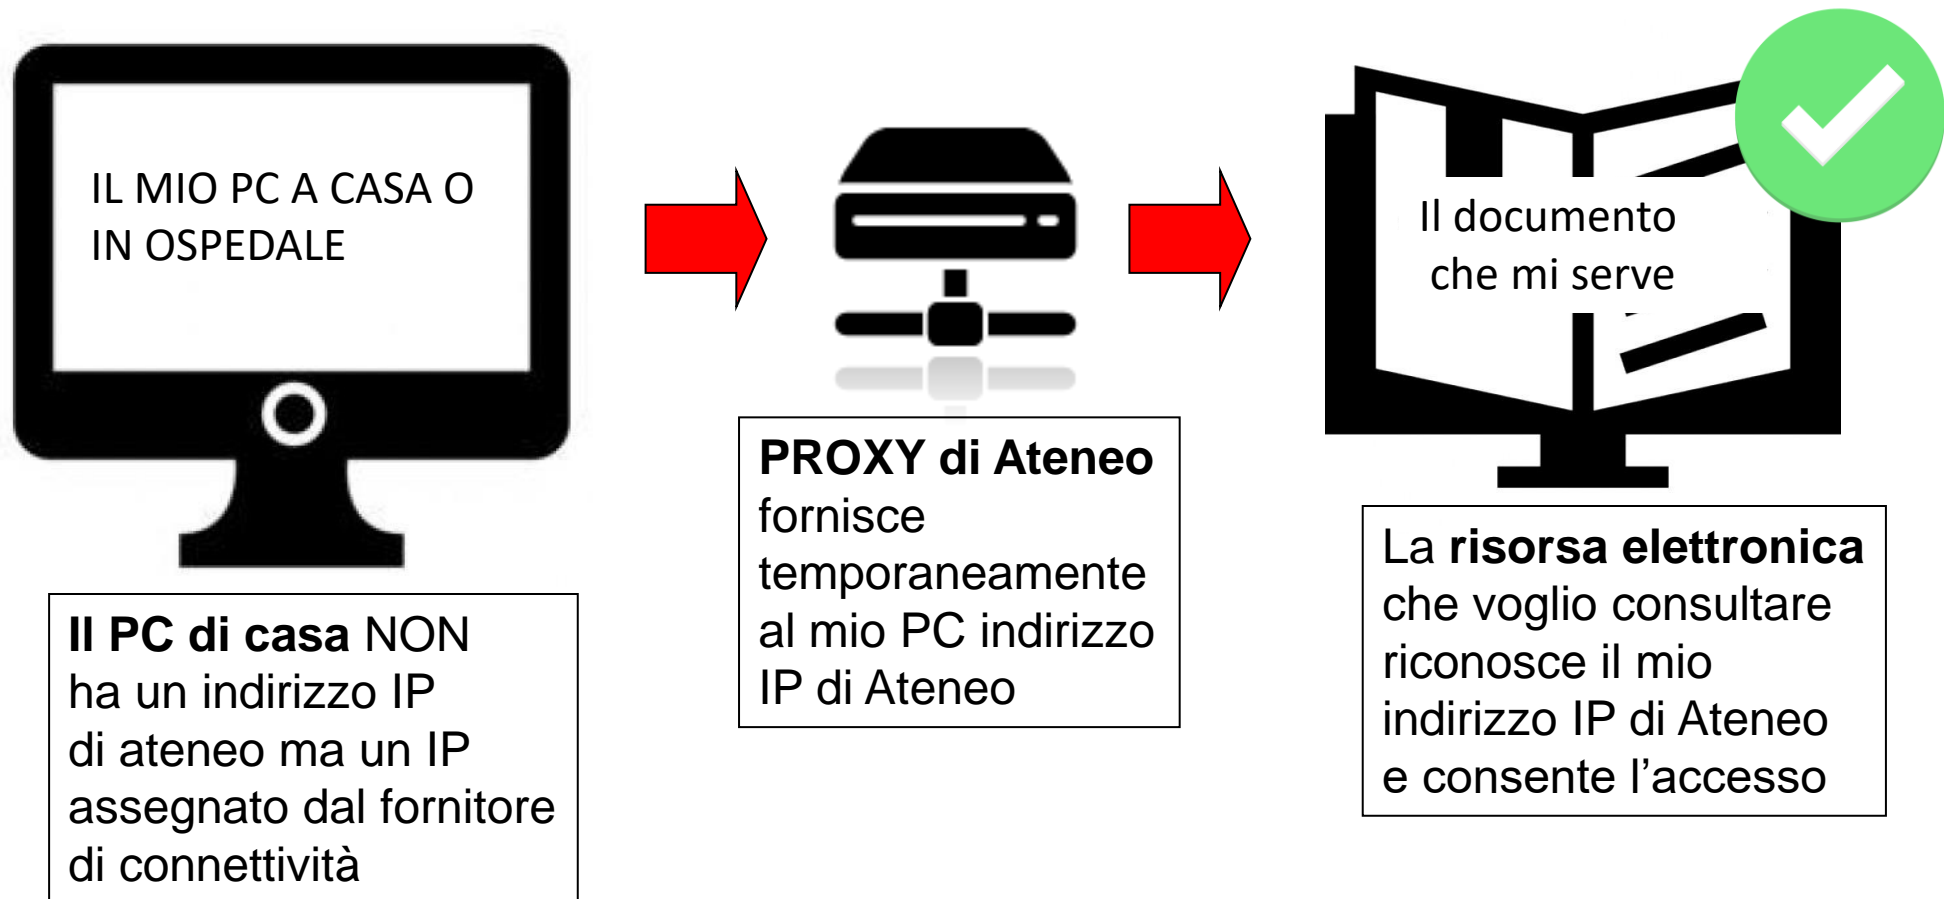 IL MIO PC A CASA O
IN OSPEDALE
Il documento
che mi serve
PROXY di Ateneo
fornisce
temporaneamente
al mio PC indirizzo
IP di Ateneo
La risorsa elettronica
che voglio consultare
riconosce il mio
indirizzo IP di Ateneo
e consente l’accesso
Il PC di casa NON
ha un indirizzo IP
di ateneo ma un IP
assegnato dal fornitore
di connettività